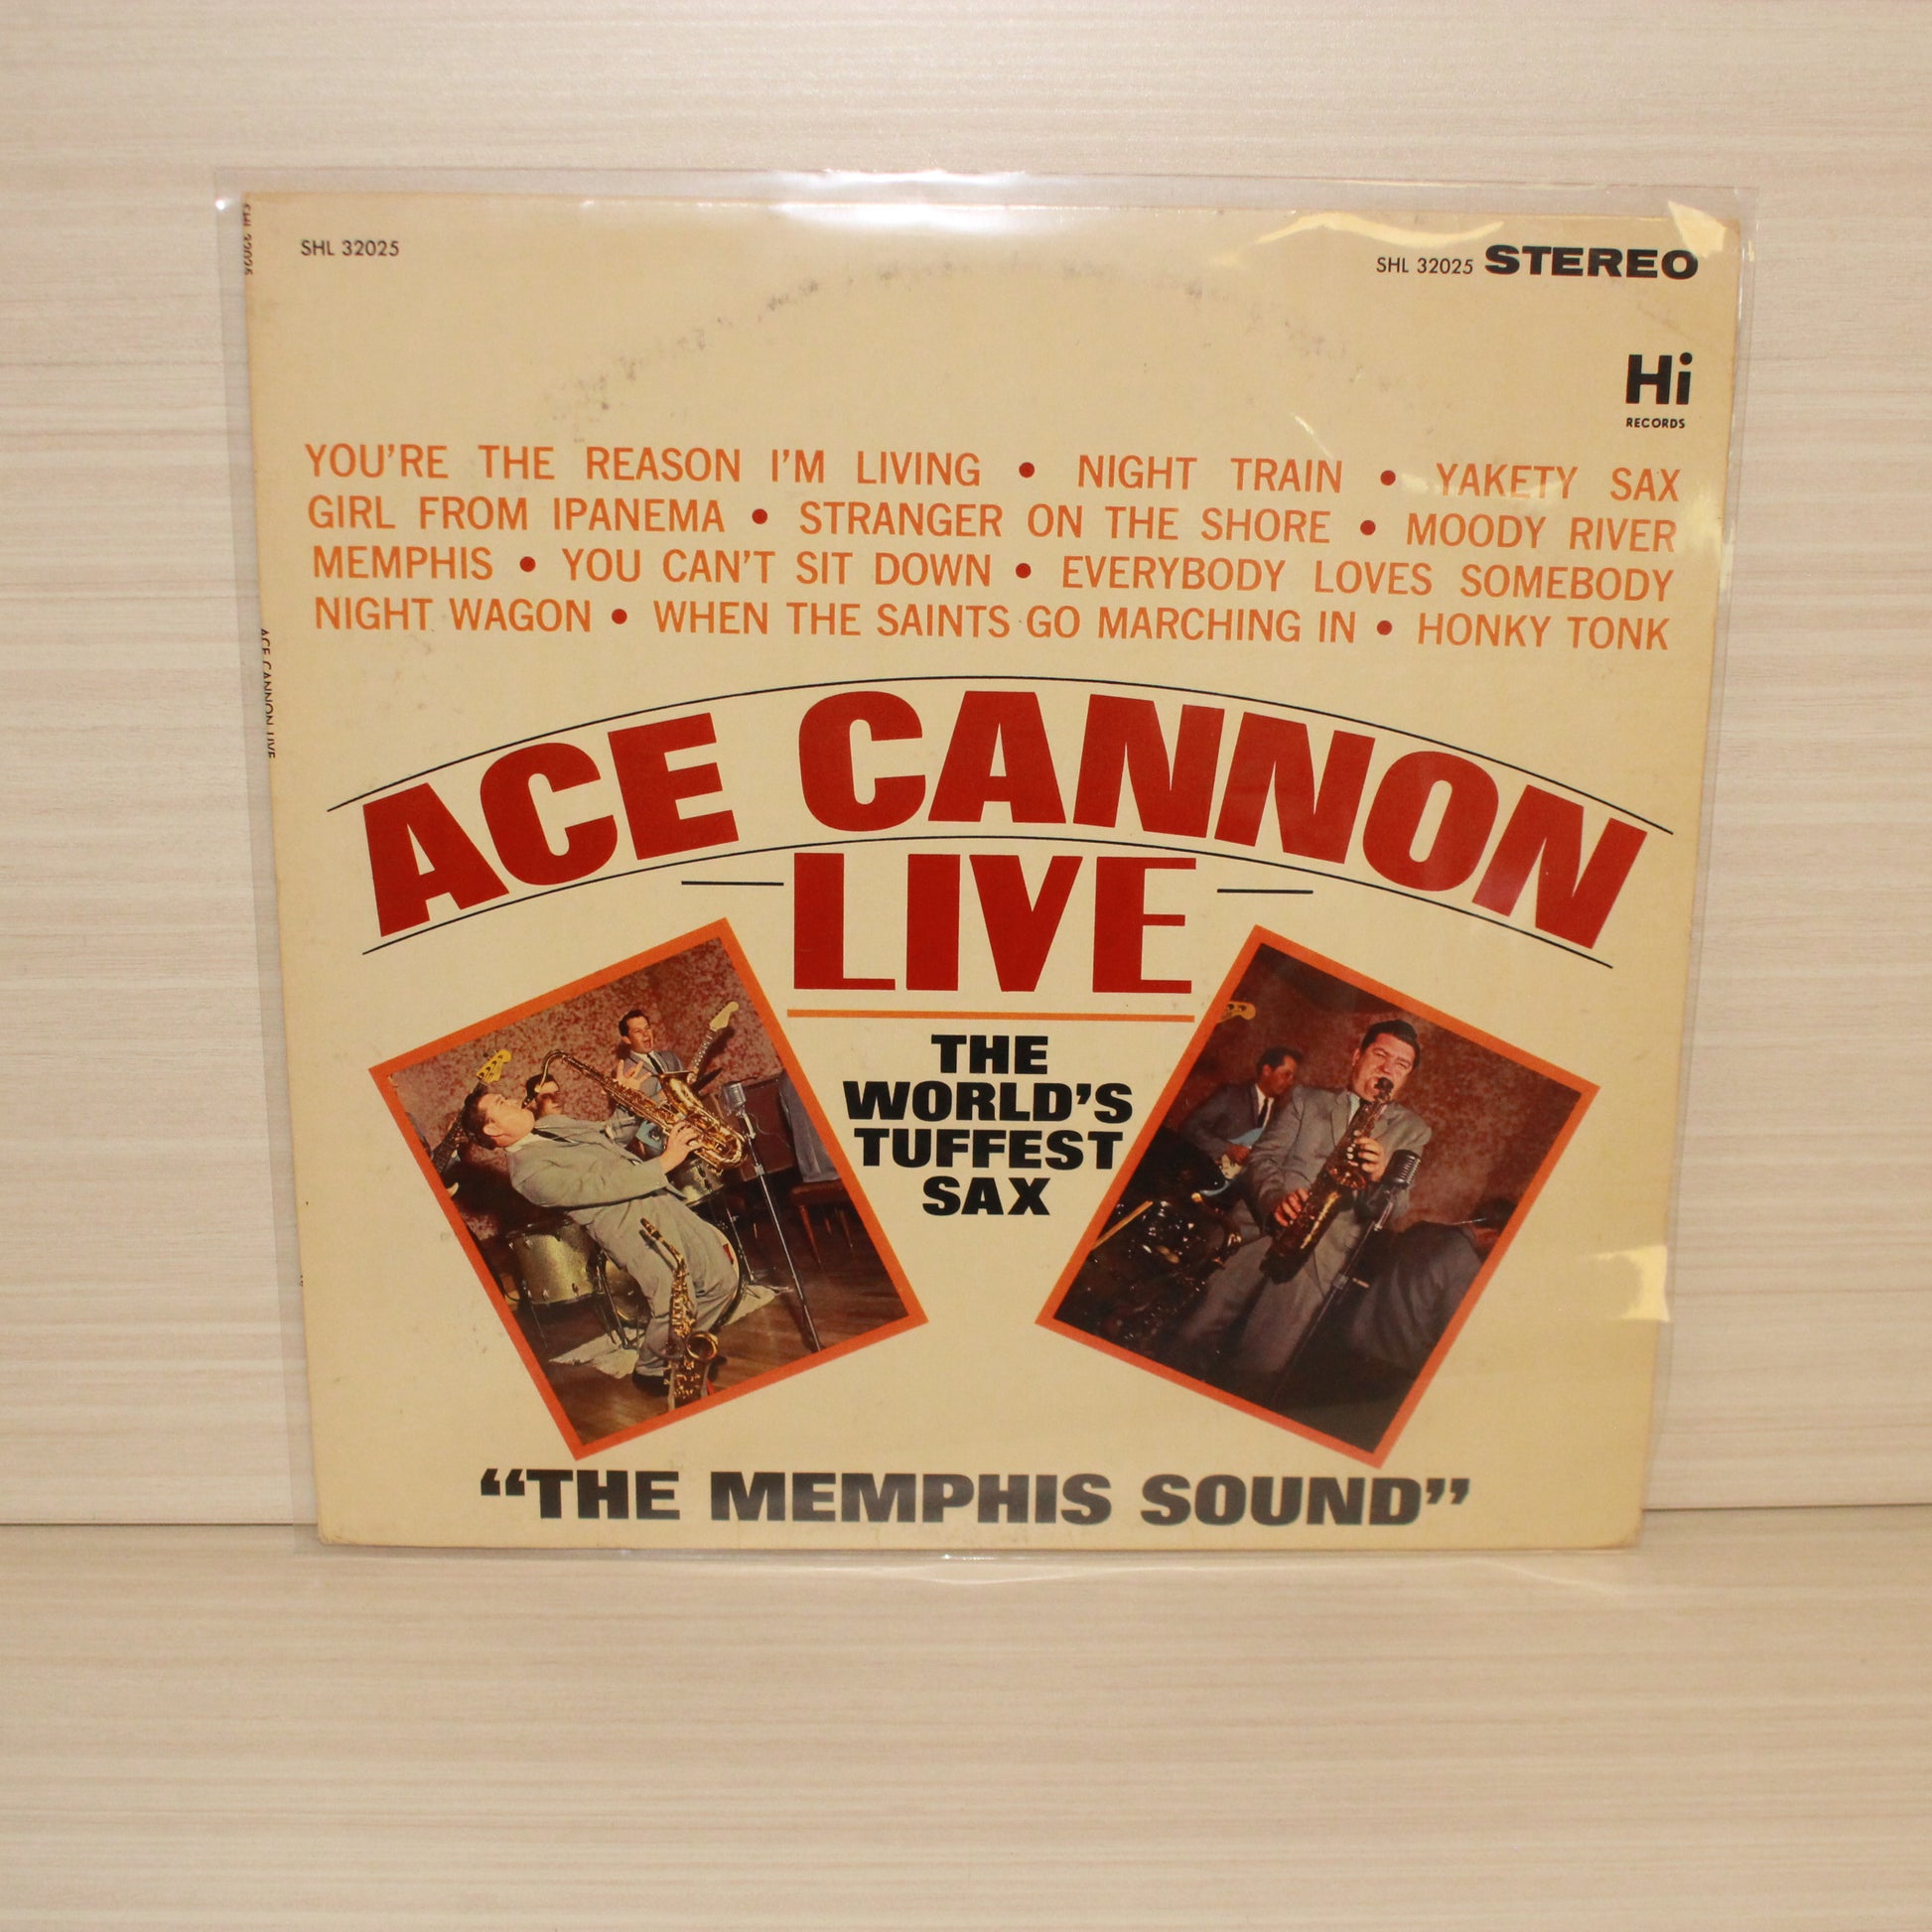 SHL 32025
SHL 32025 STEREO
SHL 32025
Hi
RECORDS
YOU'RE THE REASON I'M LIVING • NIGHT TRAIN • YAKETY SAX
GIRL FROM IPANEMA • STRANGER ON THE SHORE • MOODY RIVER
MEMPHIS • YOU CAN'T SIT DOWN • EVERYBODY LOVES SOMEBODY
NIGHT WAGON • WHEN THE SAINTS GO MARCHING IN • HONKY TONK
ACE CANNON LIVE
ACE CANNON
LIVE
THE
WORLD'S
TUFFEST
SAX
“THE MEMPHIS SOUND”